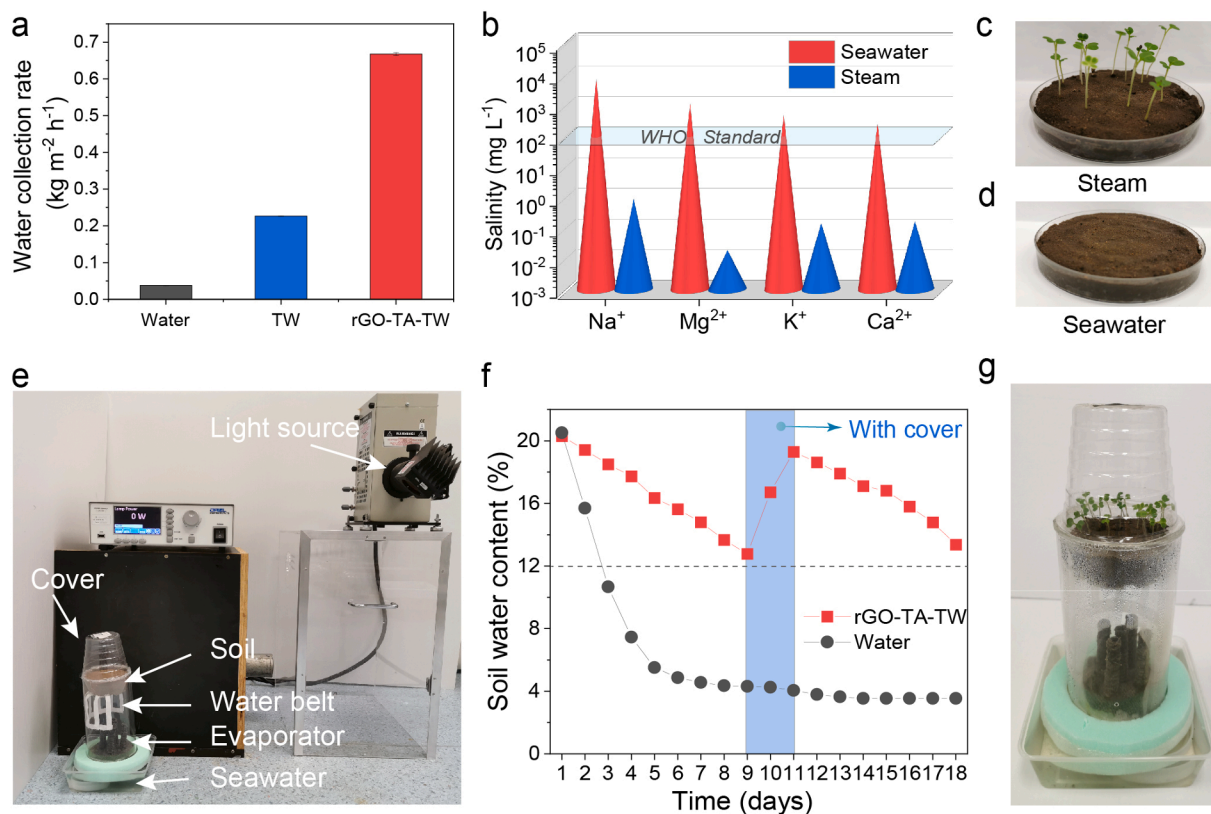 a
Water collection rate
(kg m⁻² h⁻¹)
0.7
0.6
0.5
0.4
0.3
0.2
0.1
0.0
Water
TW
rGO-TA-TW
b
Salinity (mg L⁻¹)
10⁵
10⁴
10³
10²
10⁰
10⁻¹
10⁻²
10⁻³
Seawater
Steam
WHO Standard
Na⁺
Mg²⁺
K⁺
Ca²⁺
c
Steam
d
Seawater
e
Light source
Lamp Power
0 W
Cover
Soil
Water belt
Evaporator
Seawater
f
Soil water content (%)
20
16
12
8
4
0
With cover
rGO-TA-TW
Water
1 2 3 4 5 6 7 8 9 10 11 12 13 14 15 16 17 18
Time (days)
g